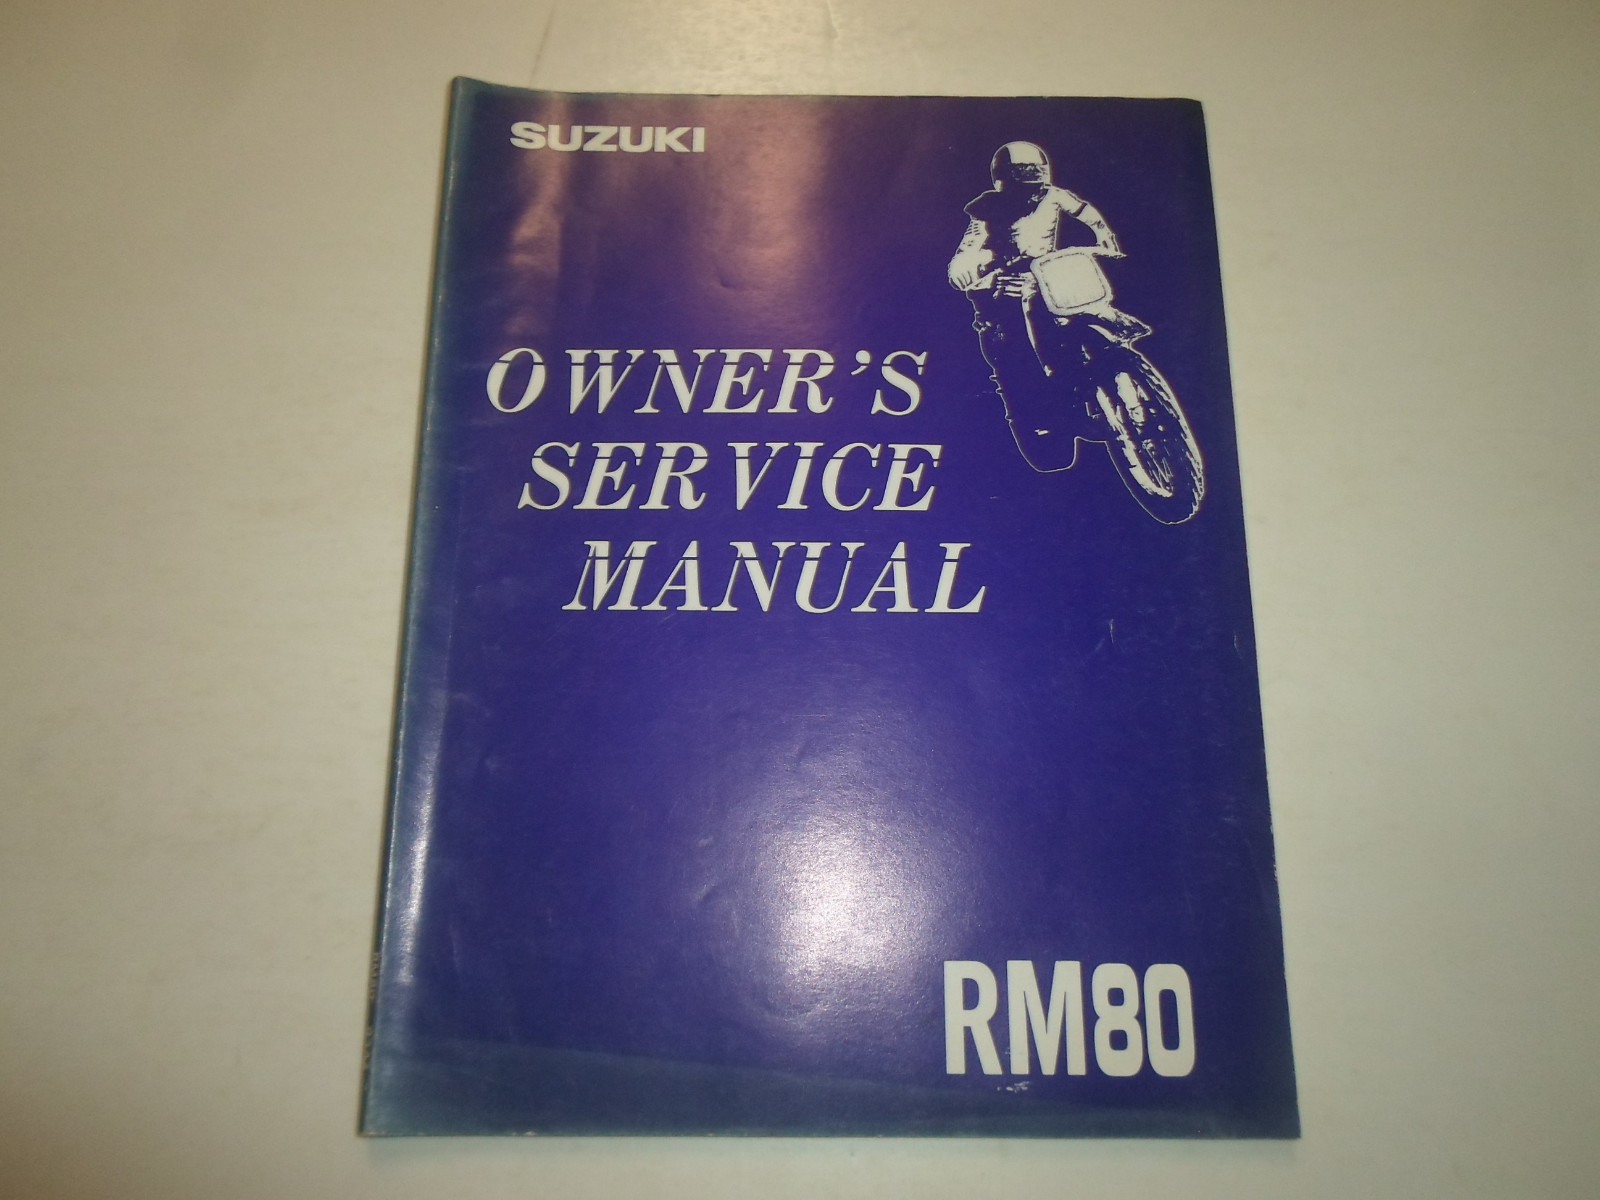 SUZUKI
OWNER'S
SERVICE
MANUAL
RM80